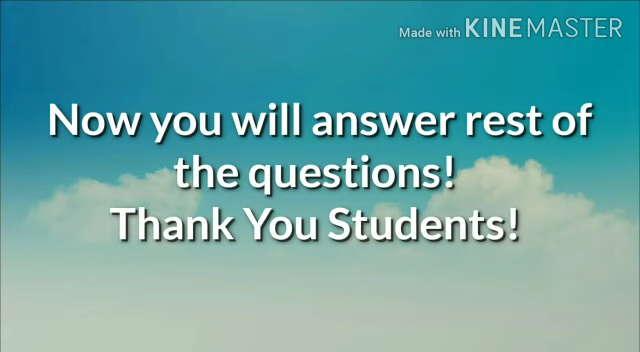 Made with KINEMASTER
Now you will answer rest of
the questions!
Thank You Students!